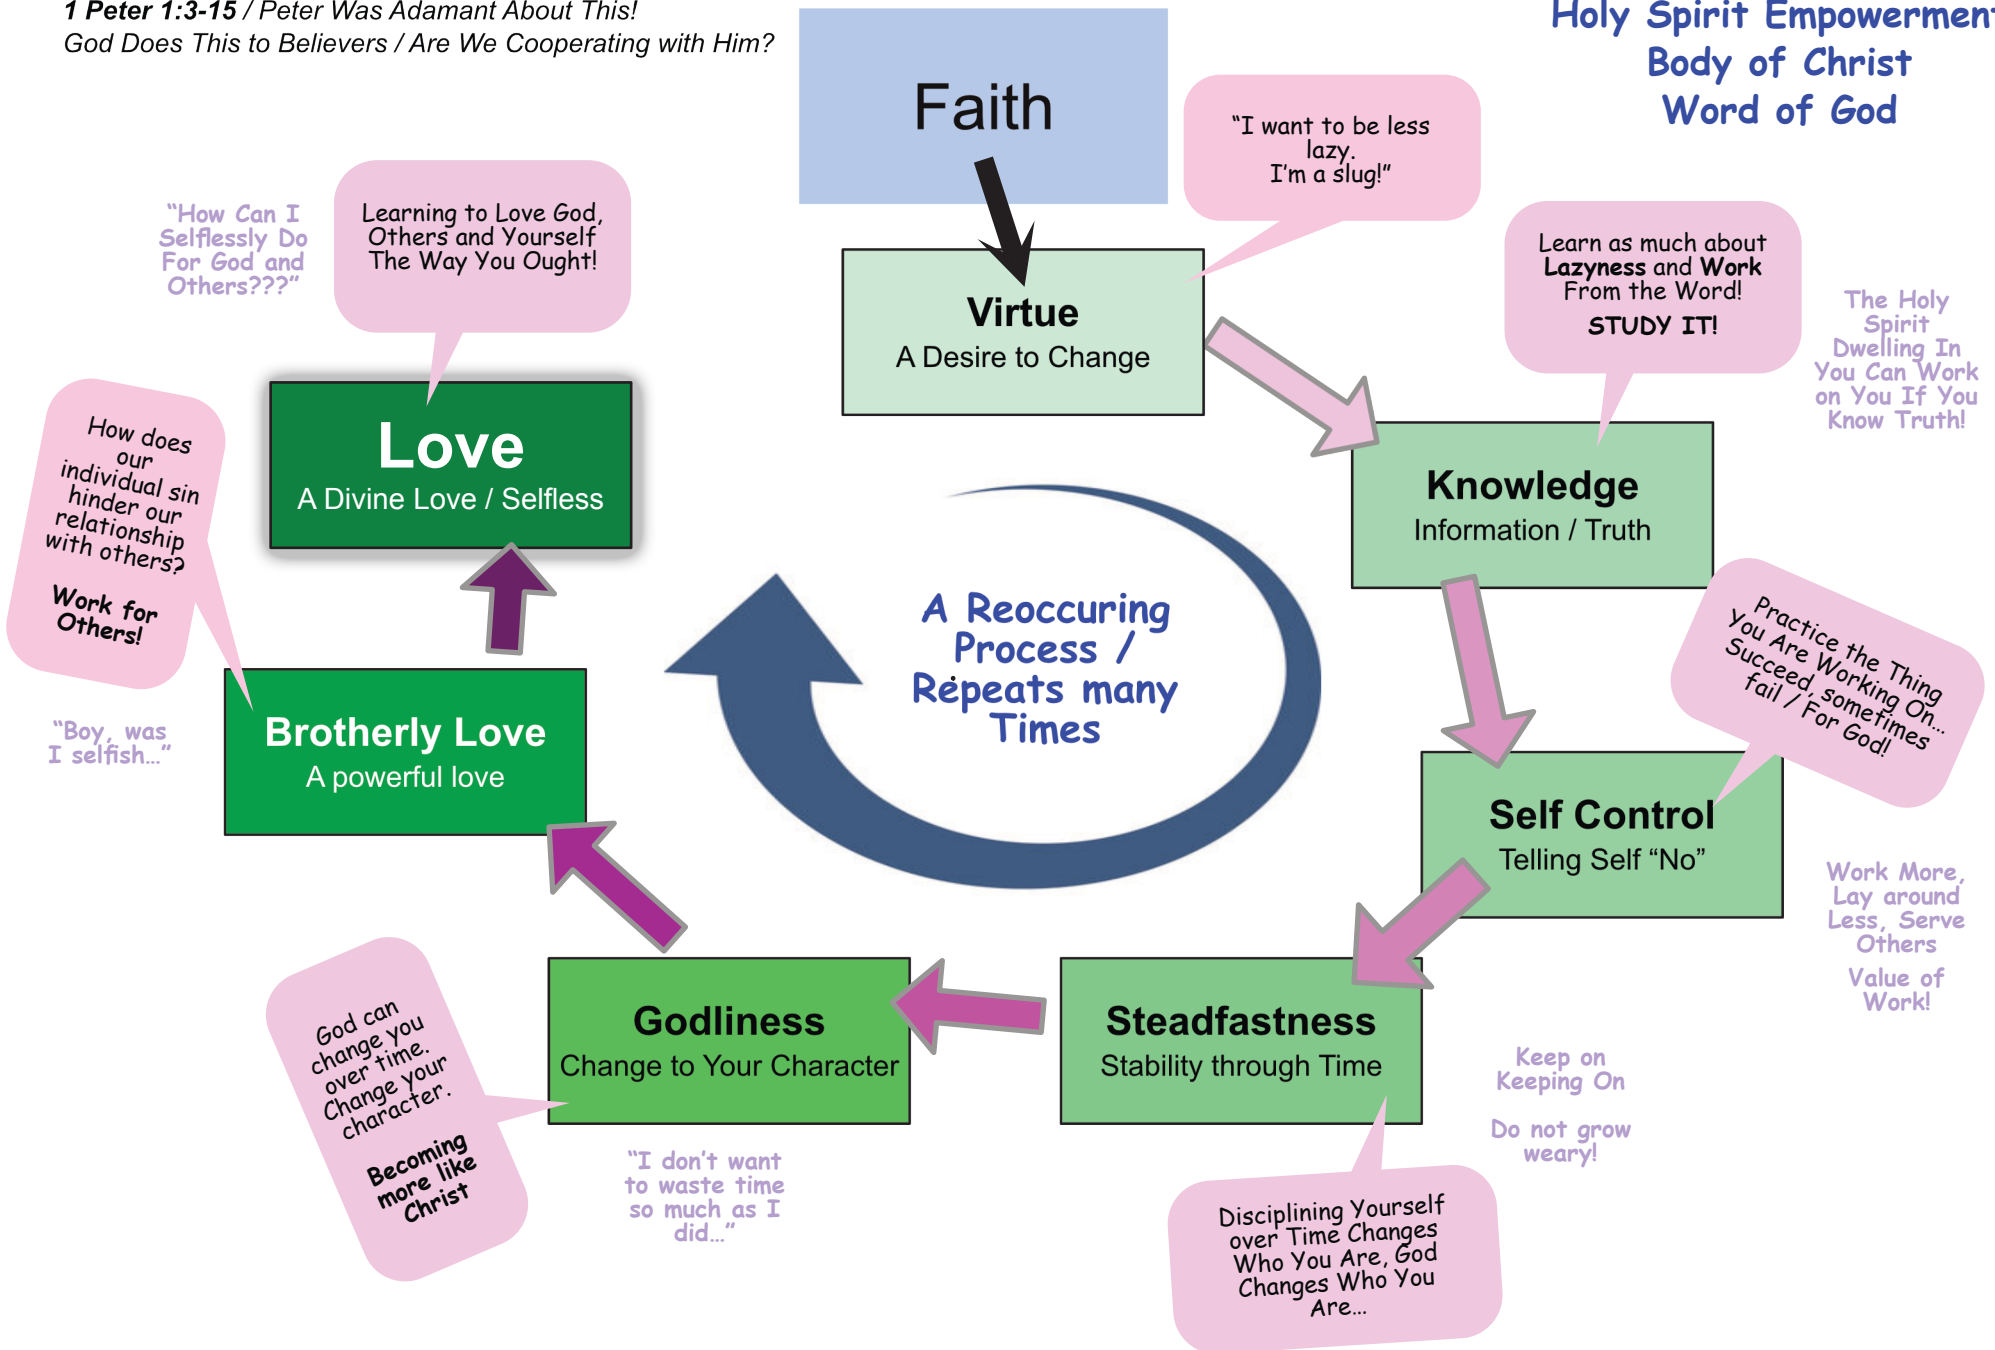 1 Peter 1:3-15 / Peter Was Adamant About This!
God Does This to Believers / Are We Cooperating with Him?
Faith
Holy Spirit Empowerment
Body of Christ
Word of God
“I want to be less
lazy.
I’m a slug!”
Virtue
A Desire to Change
Learn as much about
Lazyness and Work
From the Word!
STUDY IT!
The Holy
Spirit
Dwelling In
You Can Work
on You If You
Know Truth!
Knowledge
Information / Truth
Practice the Thing
You Are Working On…
Succeed, sometimes
fail / For God!
Self Control
Telling Self “No”
Work More,
Lay around
Less, Serve
Others
Value of
Work!
Steadfastness
Stability through Time
Keep on
Keeping On
Do not grow
weary!
Disciplining Yourself
over Time Changes
Who You Are, God
Changes Who You
Are…
Godliness
Change to Your Character
God can
change you
over time.
Change your
character.
Becoming
more like
Christ
“I don’t want
to waste time
so much as I
did…”
Brotherly Love
A powerful love
How does
our
individual sin
hinder our
relationship
with others?
Work for
Others!
“Boy, was
I selfish…”
Love
A Divine Love / Selfless
Learning to Love God,
Others and Yourself
The Way You Ought!
“How Can I
Selflessly Do
For God and
Others???”
A Reoccuring
Process /
Repeats many
Times